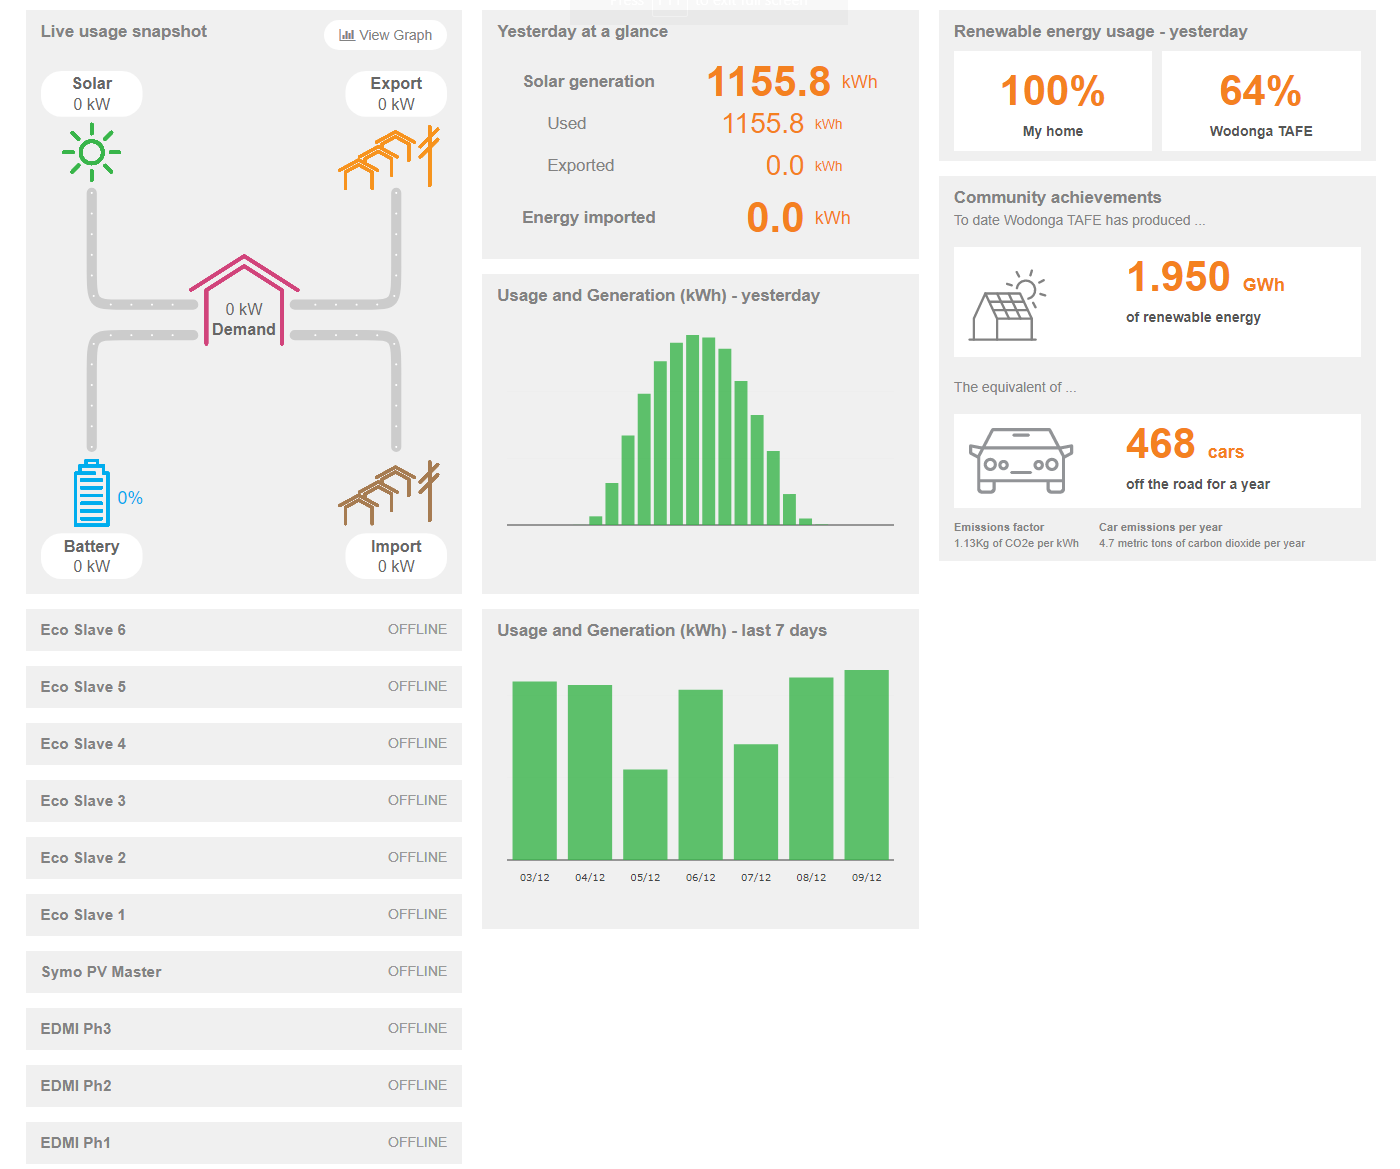 Live usage snapshot
View Graph
Solar
0 kW
Export
0 kW
0 kW
Demand
0%
Battery
0 kW
Import
0 kW
Eco Slave 6 OFFLINE
Eco Slave 5 OFFLINE
Eco Slave 4 OFFLINE
Eco Slave 3 OFFLINE
Eco Slave 2 OFFLINE
Eco Slave 1 OFFLINE
Symo PV Master OFFLINE
EDMI Ph3 OFFLINE
EDMI Ph2 OFFLINE
EDMI Ph1 OFFLINE
Yesterday at a glance
Solar generation 1155.8 kWh
Used 1155.8 kWh
Exported 0.0 kWh
Energy imported 0.0 kWh
Usage and Generation (kWh) - yesterday
Usage and Generation (kWh) - last 7 days
03/12 04/12 05/12 06/12 07/12 08/12 09/12
Renewable energy usage - yesterday
100%
My home
64%
Wodonga TAFE
Community achievements
To date Wodonga TAFE has produced ...
1.950 GWh
of renewable energy
The equivalent of ...
468 cars
off the road for a year
Emissions factor
1.13Kg of CO2e per kWh
Car emissions per year
4.7 metric tons of carbon dioxide per year